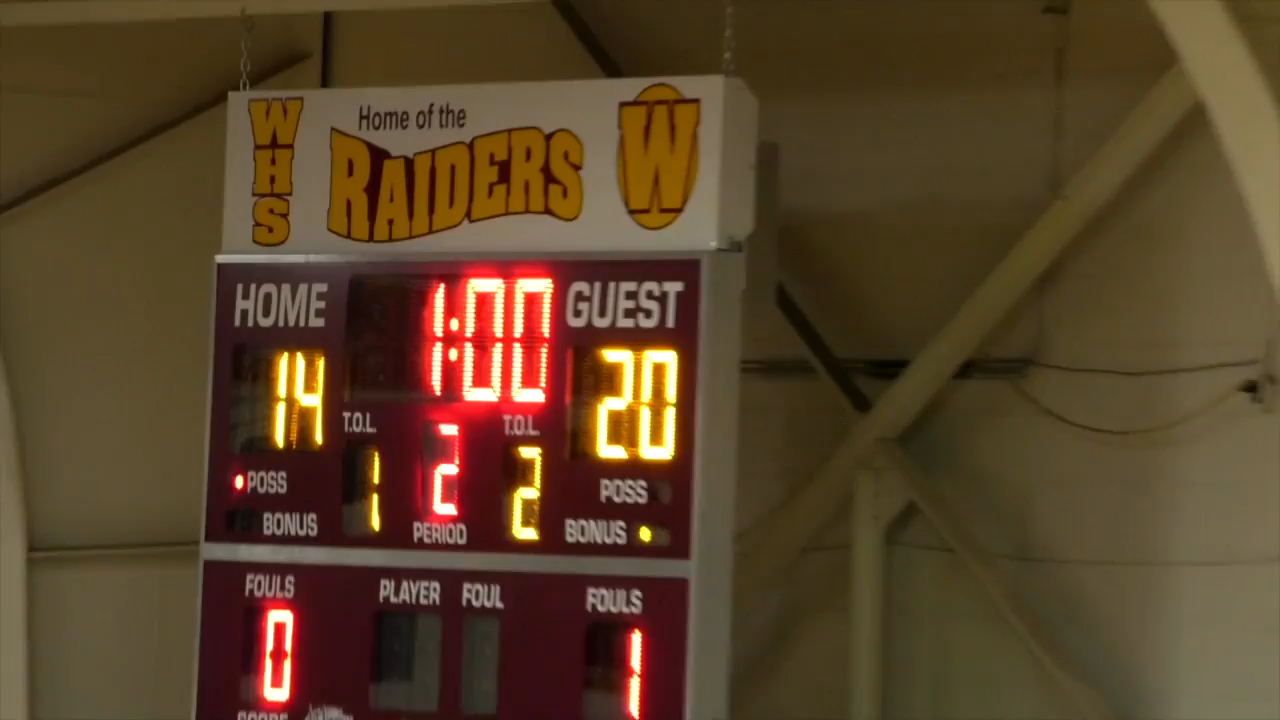 WHS
Home of the
RAIDERS
W
HOME
1:00
GUEST
14
20
T.O.L.
T.O.L.
1
2
2
POSS
POSS
BONUS
PERIOD
BONUS
FOULS
PLAYER
FOUL
FOULS
0
1